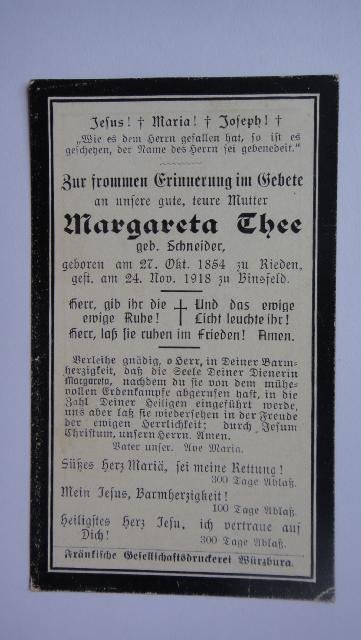 Jesus! † Maria! † Joseph! †
„Wie es dem Herrn gefallen hat, so ist es
geschehen, der Name des Herrn sei gebenedeit.“
Zur frommen Erinnerung im Gebete
an unsere gute, teure Mutter
Margareta Thee
geb. Schneider,
geboren am 27. Okt. 1854 zu Rieden,
gest. am 24. Nov. 1918 zu Binsfeld.
Herr, gib ihr die † Und das ewige
ewige Ruhe! Licht leuchte ihr!
Herr, laß sie ruhen im Frieden! Amen.
Verleihe gnädig, o Herr, in Deiner Barm-
herzigkeit, daß die Seele Deiner Dienerin
Margareta, nachdem du sie von dem mühe-
vollen Erdenkampfe abgerufen hast, in die
Zahl Deiner Heiligen eingeführt werde,
uns aber laß sie wiedersehen in der Freude
der ewigen Herrlichkeit; durch Jesum
Christum, unsern Herrn. Amen.
Vater unser. Ave Maria.
Süßes Herz Mariä, sei meine Rettung!
300 Tage Ablaß.
Mein Jesus, Barmherzigkeit!
100 Tage Ablaß.
Heiligstes Herz Jesu, ich vertraue auf
Dich! 300 Tage Ablaß.
Fränkische Gesellschaftsdruckerei Würzburg.